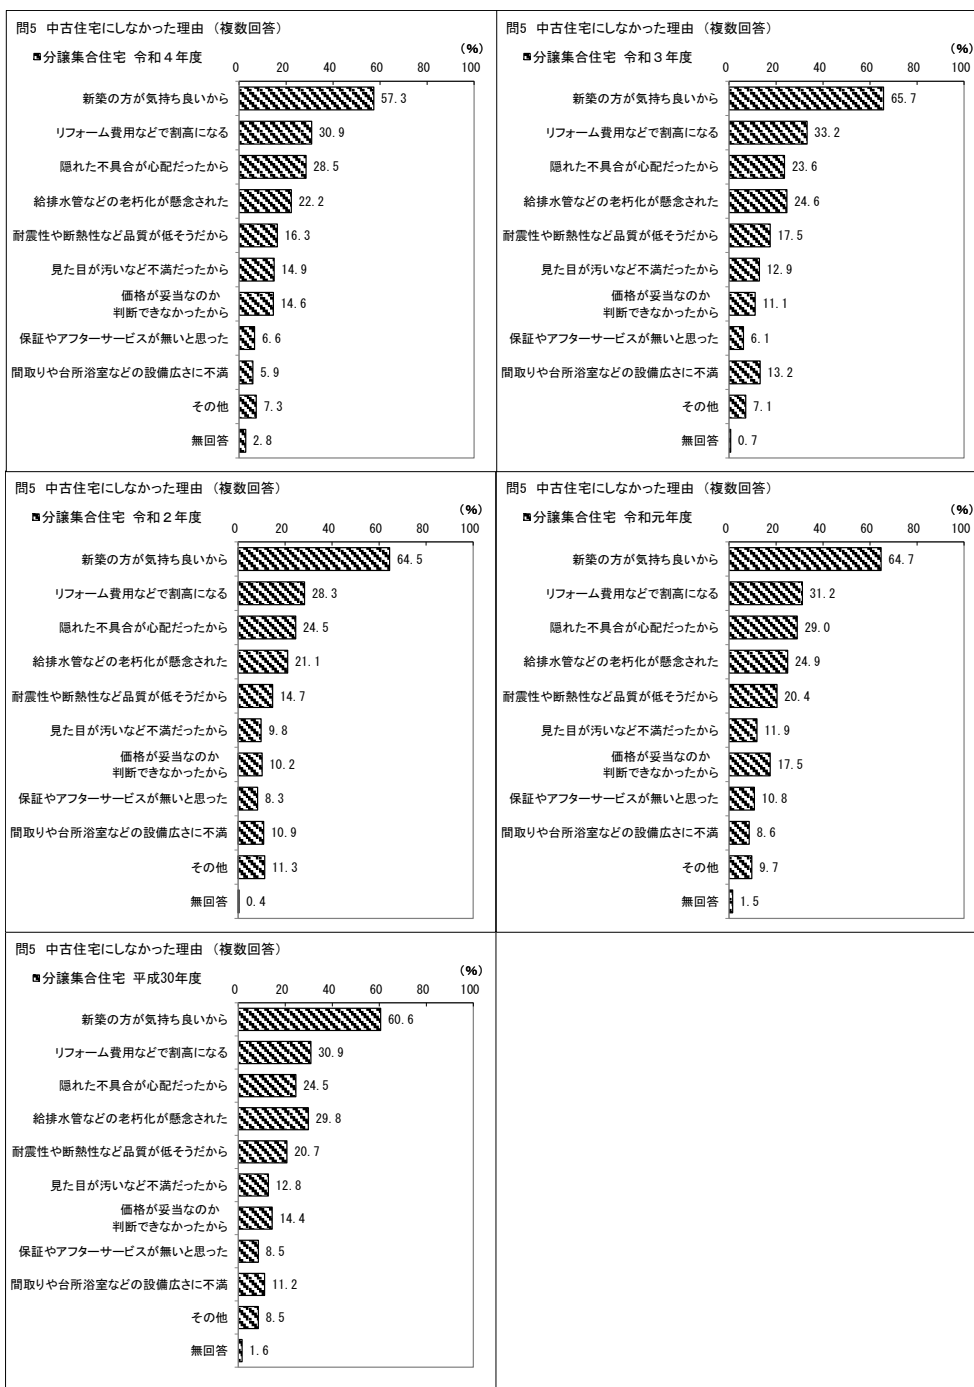 問5 中古住宅にしなかった理由 (複数回答)
(%)
分譲集合住宅 令和4年度
0 20 40 60 80 100
新築の方が気持ち良いから 57.3
リフォーム費用などで割高になる 30.9
隠れた不具合が心配だったから 28.5
給排水管などの老朽化が懸念された 22.2
耐震性や断熱性など品質が低そうだから 16.3
見た目が汚いなど不満だったから 14.9
価格が妥当なのか
判断できなかったから 14.6
保証やアフターサービスが無いと思った 6.6
間取りや台所浴室などの設備広さに不満 5.9
その他 7.3
無回答 2.8
問5 中古住宅にしなかった理由 (複数回答)
(%)
分譲集合住宅 令和3年度
0 20 40 60 80 100
新築の方が気持ち良いから 65.7
リフォーム費用などで割高になる 33.2
隠れた不具合が心配だったから 23.6
給排水管などの老朽化が懸念された 24.6
耐震性や断熱性など品質が低そうだから 17.5
見た目が汚いなど不満だったから 12.9
価格が妥当なのか
判断できなかったから 11.1
保証やアフターサービスが無いと思った 6.1
間取りや台所浴室などの設備広さに不満 13.2
その他 7.1
無回答 0.7
問5 中古住宅にしなかった理由 (複数回答)
(%)
分譲集合住宅 令和2年度
0 20 40 60 80 100
新築の方が気持ち良いから 64.5
リフォーム費用などで割高になる 28.3
隠れた不具合が心配だったから 24.5
給排水管などの老朽化が懸念された 21.1
耐震性や断熱性など品質が低そうだから 14.7
見た目が汚いなど不満だったから 9.8
価格が妥当なのか
判断できなかったから 10.2
保証やアフターサービスが無いと思った 8.3
間取りや台所浴室などの設備広さに不満 10.9
その他 11.3
無回答 0.4
問5 中古住宅にしなかった理由 (複数回答)
(%)
分譲集合住宅 令和元年度
0 20 40 60 80 100
新築の方が気持ち良いから 64.7
リフォーム費用などで割高になる 31.2
隠れた不具合が心配だったから 29.0
給排水管などの老朽化が懸念された 24.9
耐震性や断熱性など品質が低そうだから 20.4
見た目が汚いなど不満だったから 11.9
価格が妥当なのか
判断できなかったから 17.5
保証やアフターサービスが無いと思った 10.8
間取りや台所浴室などの設備広さに不満 8.6
その他 9.7
無回答 1.5
問5 中古住宅にしなかった理由 (複数回答)
(%)
分譲集合住宅 平成30年度
0 20 40 60 80 100
新築の方が気持ち良いから 60.6
リフォーム費用などで割高になる 30.9
隠れた不具合が心配だったから 24.5
給排水管などの老朽化が懸念された 29.8
耐震性や断熱性など品質が低そうだから 20.7
見た目が汚いなど不満だったから 12.8
価格が妥当なのか
判断できなかったから 14.4
保証やアフターサービスが無いと思った 8.5
間取りや台所浴室などの設備広さに不満 11.2
その他 8.5
無回答 1.6